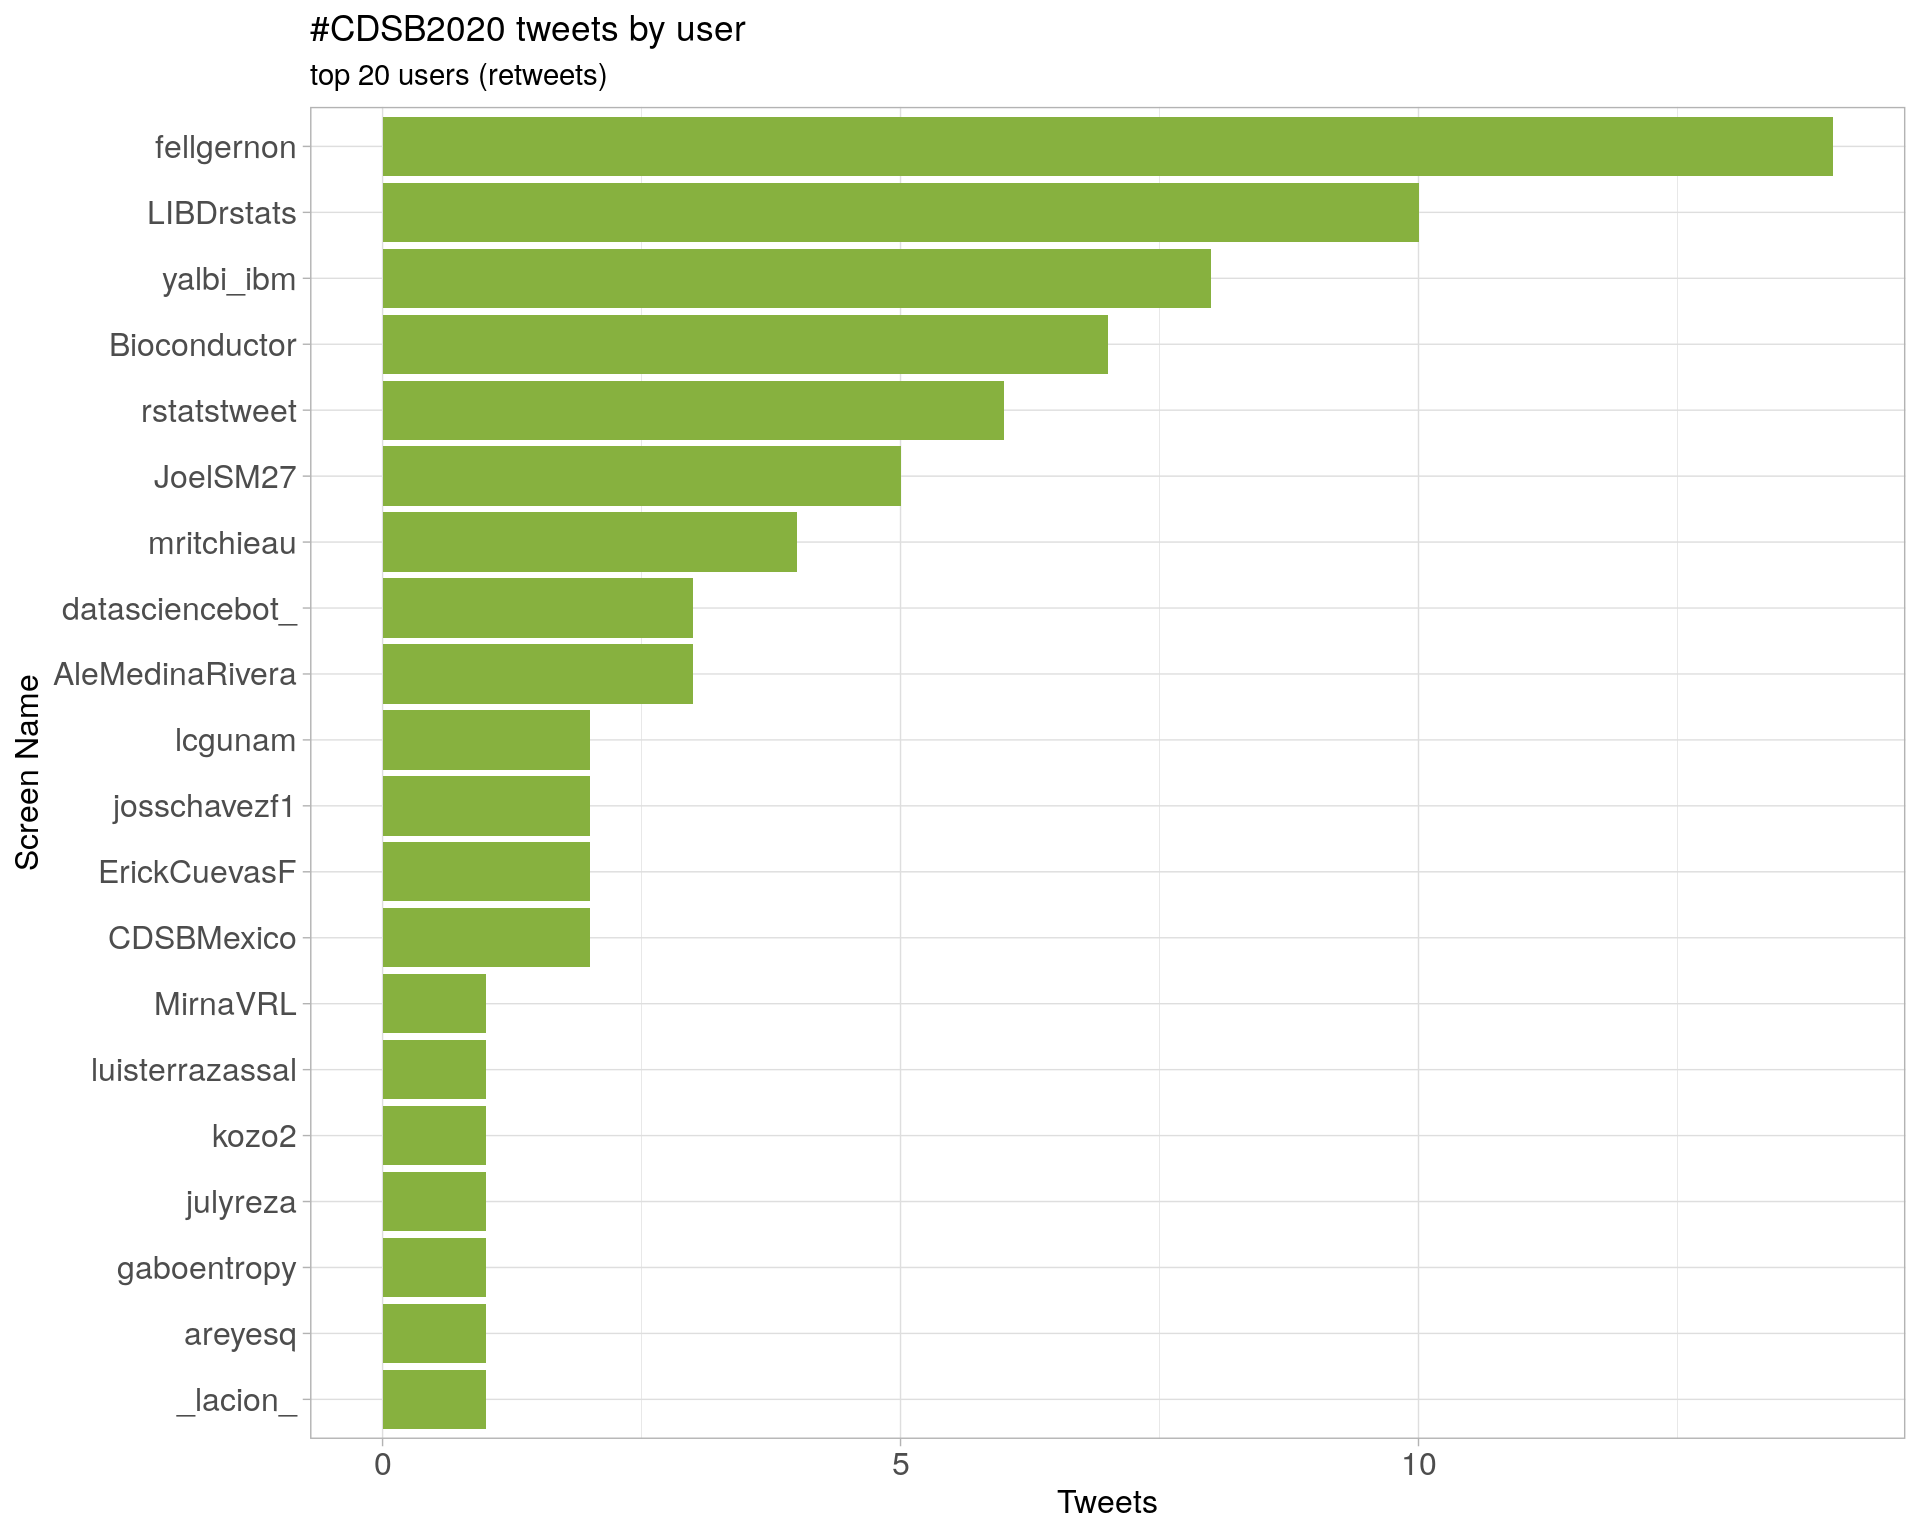 #CDSB2020 tweets by user
top 20 users (retweets)
Screen Name
fellgernon
LIBDrstats
yalbi_ibm
Bioconductor
rstatstweet
JoelSM27
mritchieau
datasciencebot_
AleMedinaRivera
lcgunam
josschavezf1
ErickCuevasF
CDSBMexico
MirnaVRL
luisterrazassal
kozo2
julyreza
gaboentropy
areyesq
_lacion_
0 5 10
Tweets